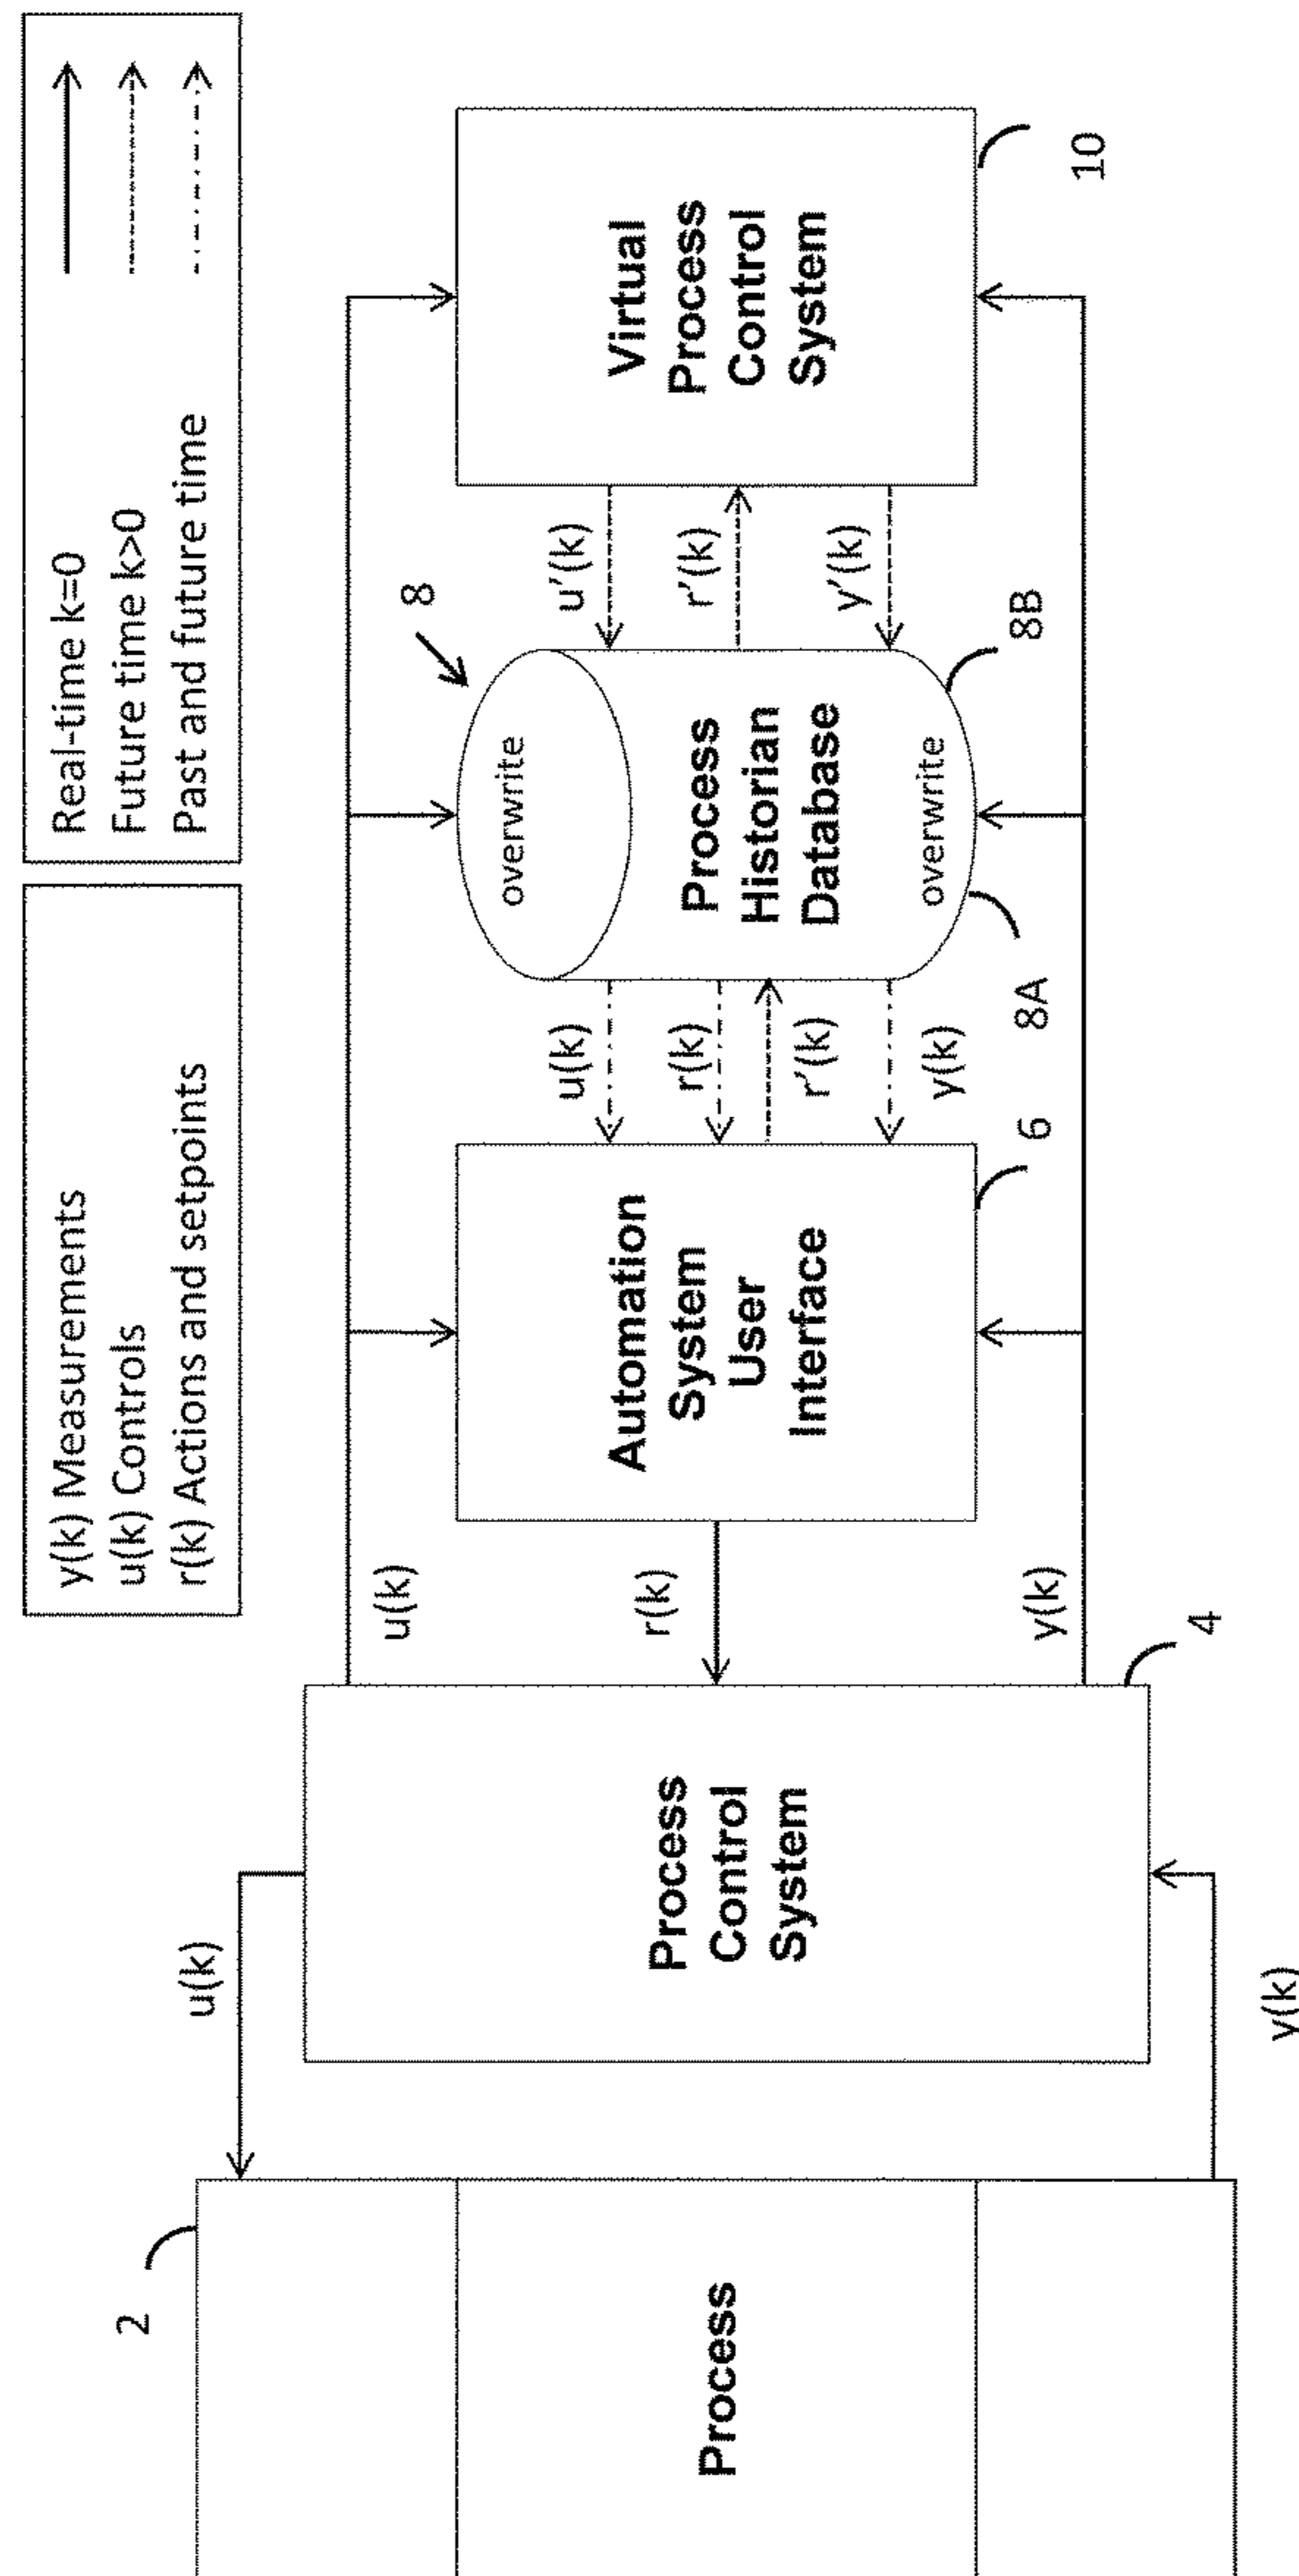 y(k) Measurements
u(k) Controls
r(k) Actions and setpoints
Real-time k=0
Future time k>0
Past and future time
2
Process
u(k)
y(k)
Process
Control
System
4
u(k)
r(k)
y(k)
Automation
System
User
Interface
6
u(k)
r(k)
r'(k)
y(k)
8
overwrite
Process
Historian
Database
overwrite
8A
8B
u'(k)
r'(k)
y'(k)
Virtual
Process
Control
System
10